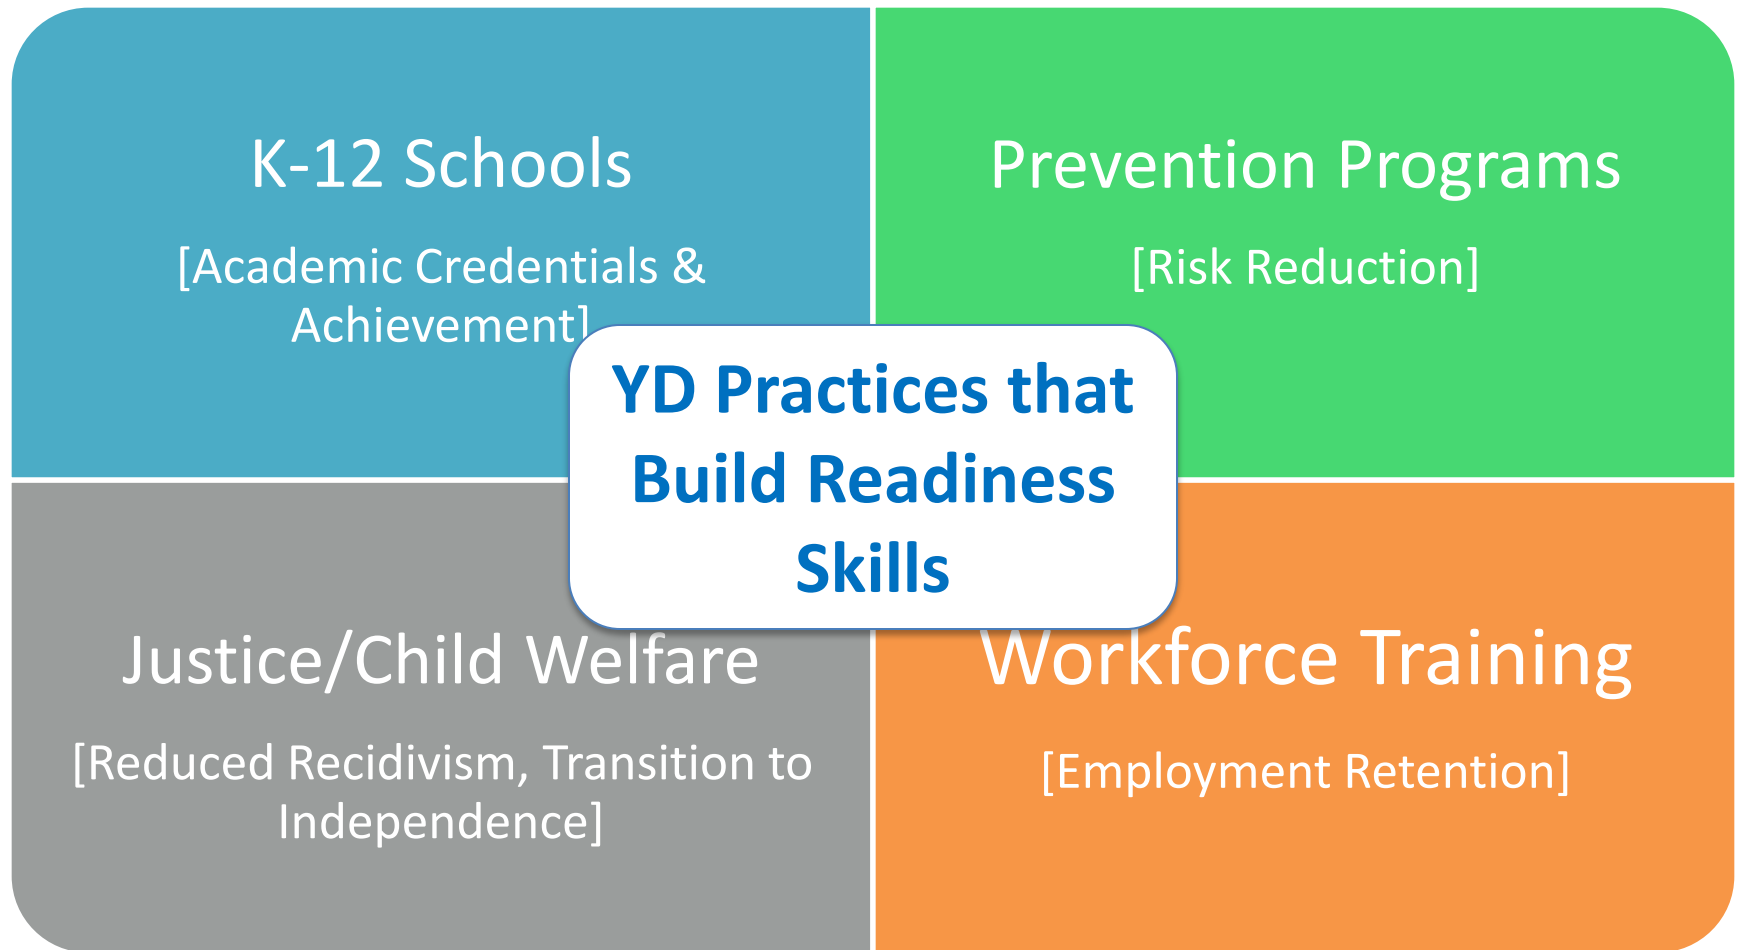 K-12 Schools
[Academic Credentials &
Achievement]
Prevention Programs
[Risk Reduction]
YD Practices that
Build Readiness
Skills
Justice/Child Welfare
[Reduced Recidivism, Transition to
Independence]
Workforce Training
[Employment Retention]